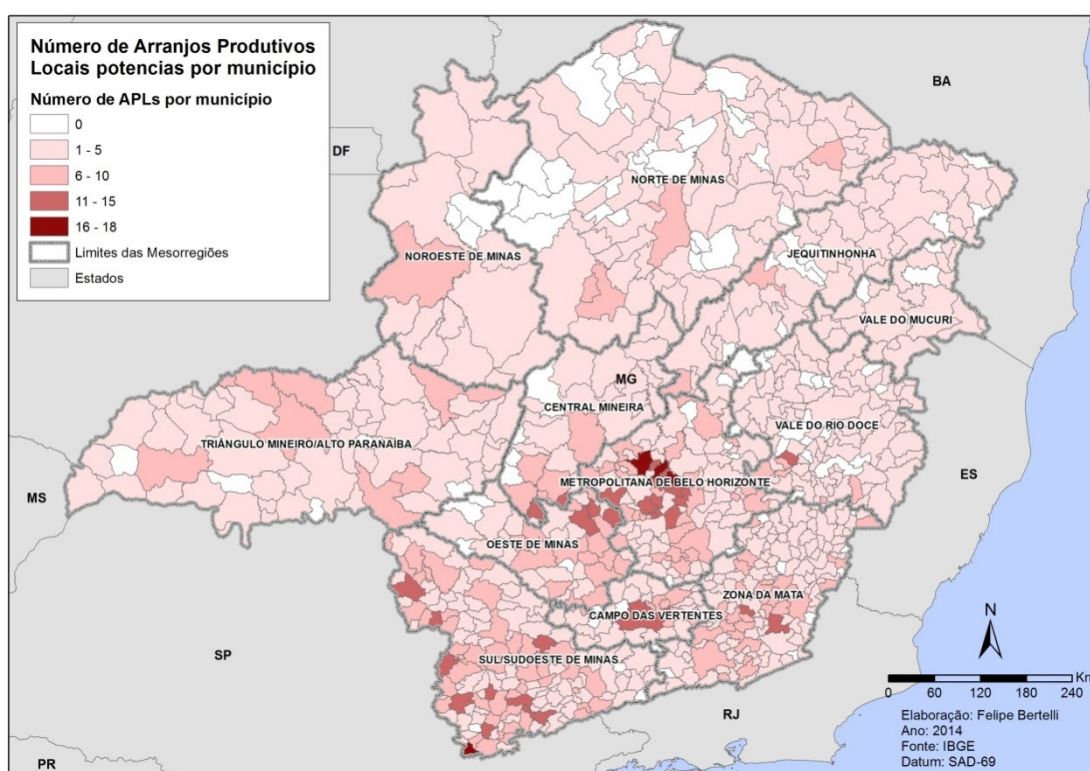 Número de Arranjos Produtivos
Locais potencias por município
Número de APLs por município
0
1 - 5
6 - 10
11 - 15
16 - 18
Limites das Mesorregiões
Estados
BA
DF
NORTE DE MINAS
NOROESTE DE MINAS
JEQUITINHONHA
VALE DO MUCURI
MG
CENTRAL MINEIRA
VALE DO RIO DOCE
TRIÂNGULO MINEIRO/ALTO PARANAÍBA
MS
ES
METROPOLITANA DE BELO HORIZONTE
OESTE DE MINAS
ZONA DA MATA
CAMPO DAS VERTENTES
SP
SUL/SUDOESTE DE MINAS
RJ
PR
N
Km
0 60 120 180 240
Elaboração: Felipe Bertelli
Ano: 2014
Fonte: IBGE
Datum: SAD-69